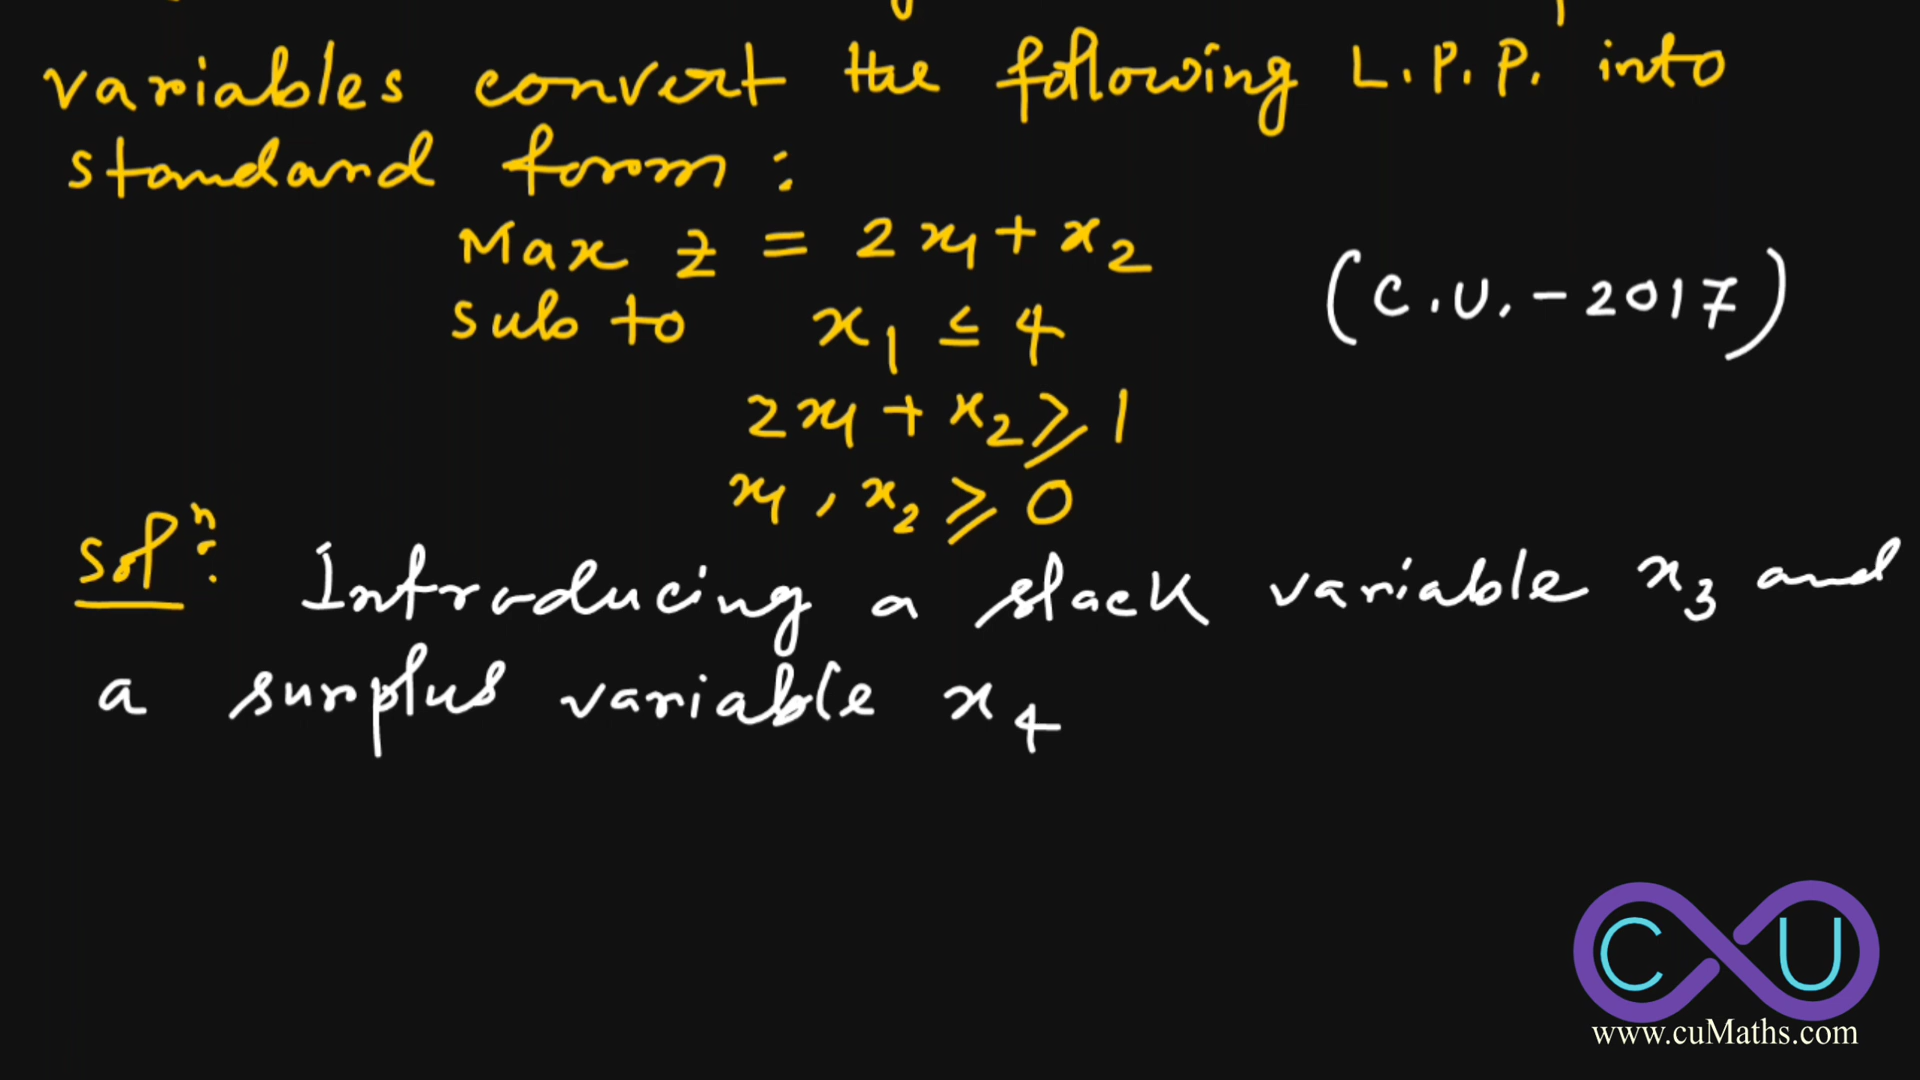 variables convert the following L.P.P. into
standard form:
Max z = 2x1 + x2
sub to x1 ≤ 4
(C.U.-2017)
2x1 + x2 ≥ 1
x1, x2 ≥ 0
Solⁿ: Introducing a slack variable x3 and
a surplus variable x4
CU
www.cuMaths.com